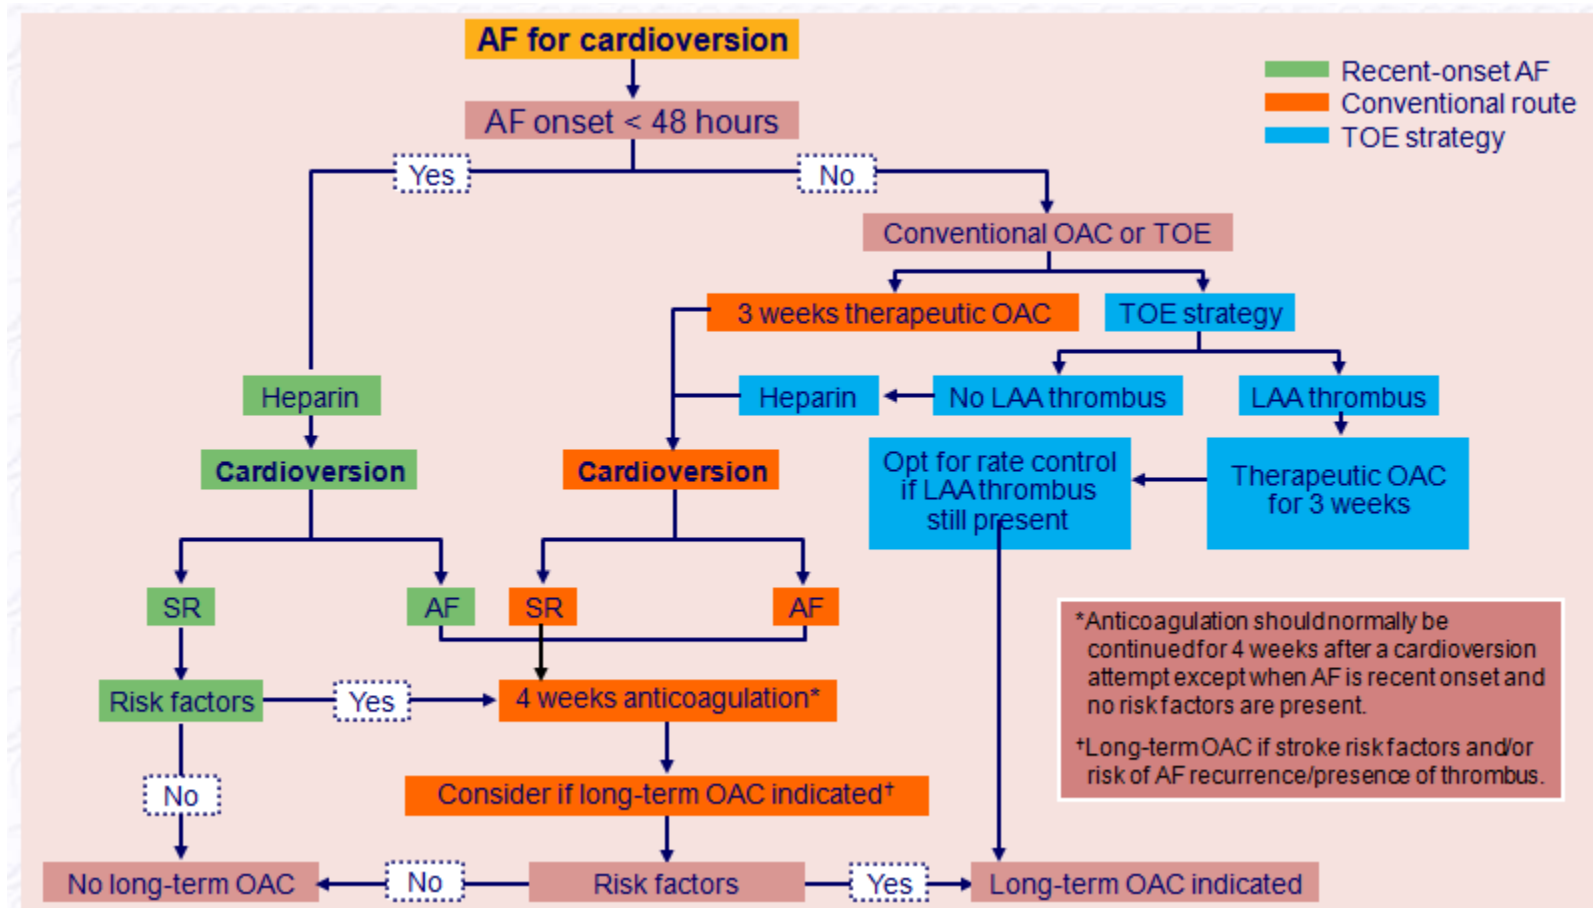 AF for cardioversion
Recent-onset AF
Conventional route
TOE strategy
AF onset < 48 hours
Yes
No
Conventional OAC or TOE
3 weeks therapeutic OAC
TOE strategy
Heparin
Heparin
No LAA thrombus
LAA thrombus
Cardioversion
Cardioversion
Opt for rate control
if LAA thrombus
still present
Therapeutic OAC
for 3 weeks
SR
AF
SR
AF
*Anticoagulation should normally be
continued for 4 weeks after a cardioversion
attempt except when AF is recent onset and
no risk factors are present.
†Long-term OAC if stroke risk factors and/or
risk of AF recurrence/presence of thrombus.
Risk factors
Yes
4 weeks anticoagulation*
No
Consider if long-term OAC indicated†
No long-term OAC
No
Risk factors
Yes
Long-term OAC indicated